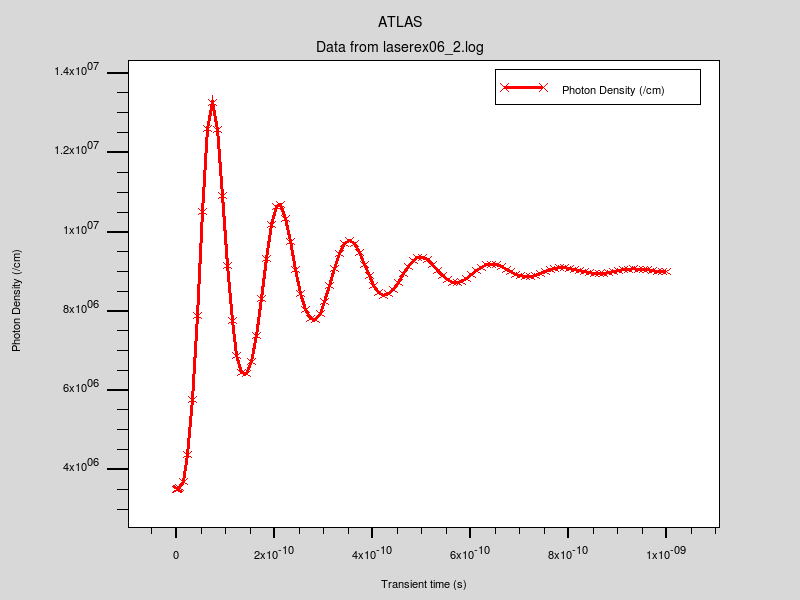 ATLAS
Data from laserex06_2.log
Photon Density (/cm)
1.4x10^07
1.2x10^07
1x10^07
8x10^06
6x10^06
4x10^06
Photon Density (/cm)
0
2x10^-10
4x10^-10
6x10^-10
8x10^-10
1x10^-09
Transient time (s)